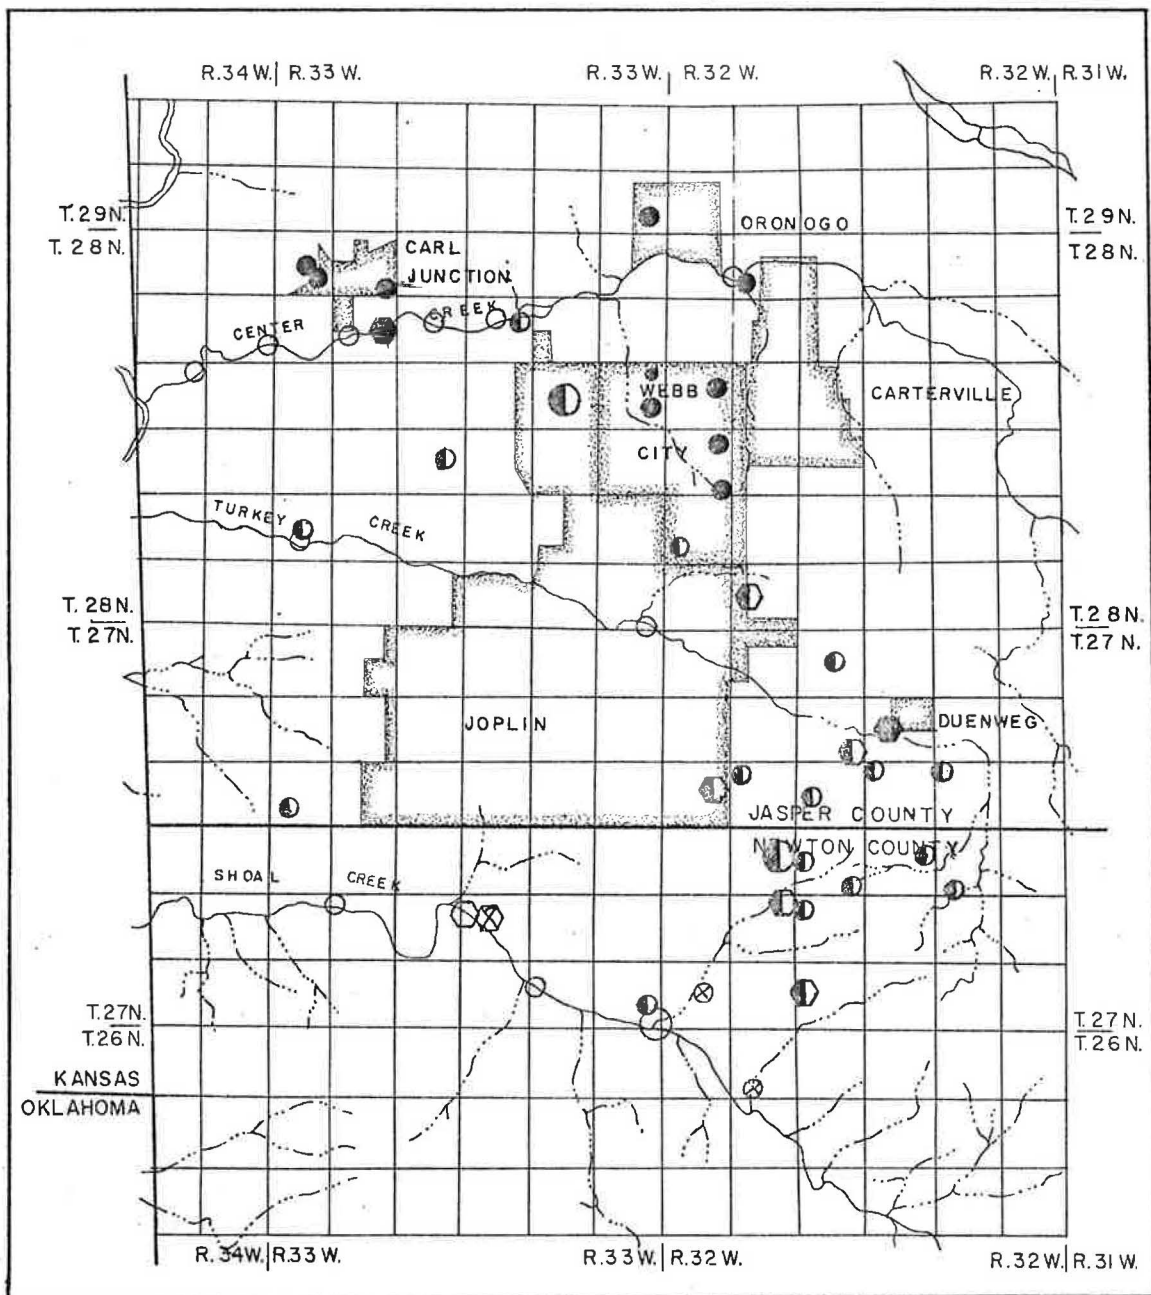 R.34W. R.33W.
R.33W. R.32W.
R.32W. R.31W.
T.29N.
T.28N.
T.29N.
T28N.
ORONOGO
CARL
JUNCTION
CENTER
CREEK
WEBB
CITY
CARTERVILLE
TURKEY
CREEK
T.28N.
T.27N.
T.28N.
T.27N.
JOPLIN
DUENWEG
JASPER COUNTY
NEWTON COUNTY
SHOAL
CREEK
T.27N.
T.26N.
T.27N.
T.26N.
KANSAS
OKLAHOMA
R.34W. R.33W.
R.33W. R.32W.
R.32W. R.31W.